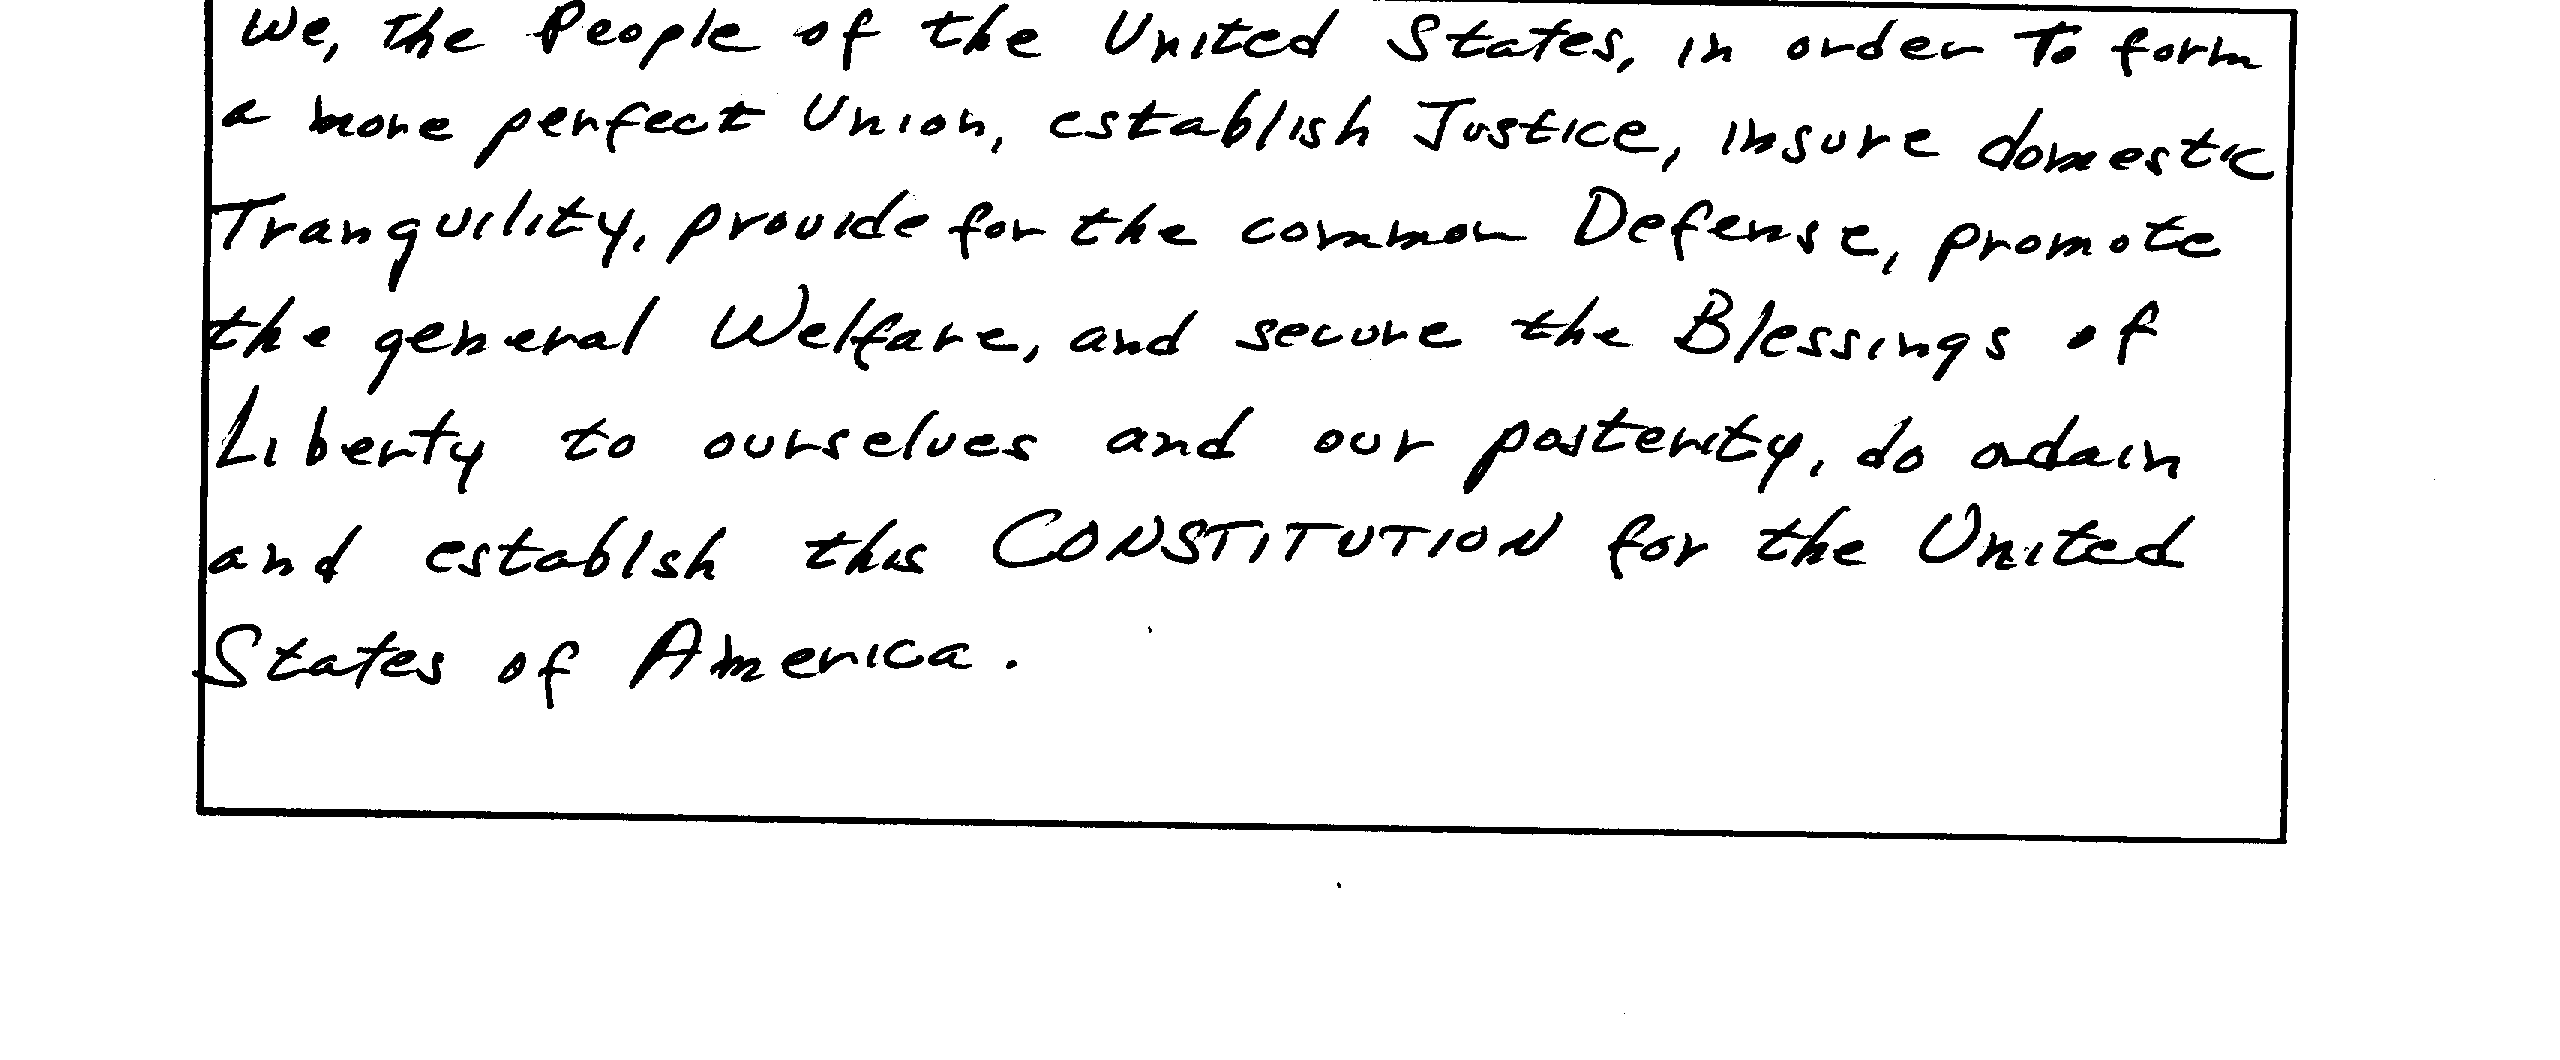 We, The People of the United States, in order To form
a more perfect Union, establish Justice, insure domestic
Tranquility, provide for the common Defense, promote
the general Welfare, and secure the Blessings of
Liberty to ourselves and our posterity, do odain
and establsh this CONSTITUTION for the United
States of America.